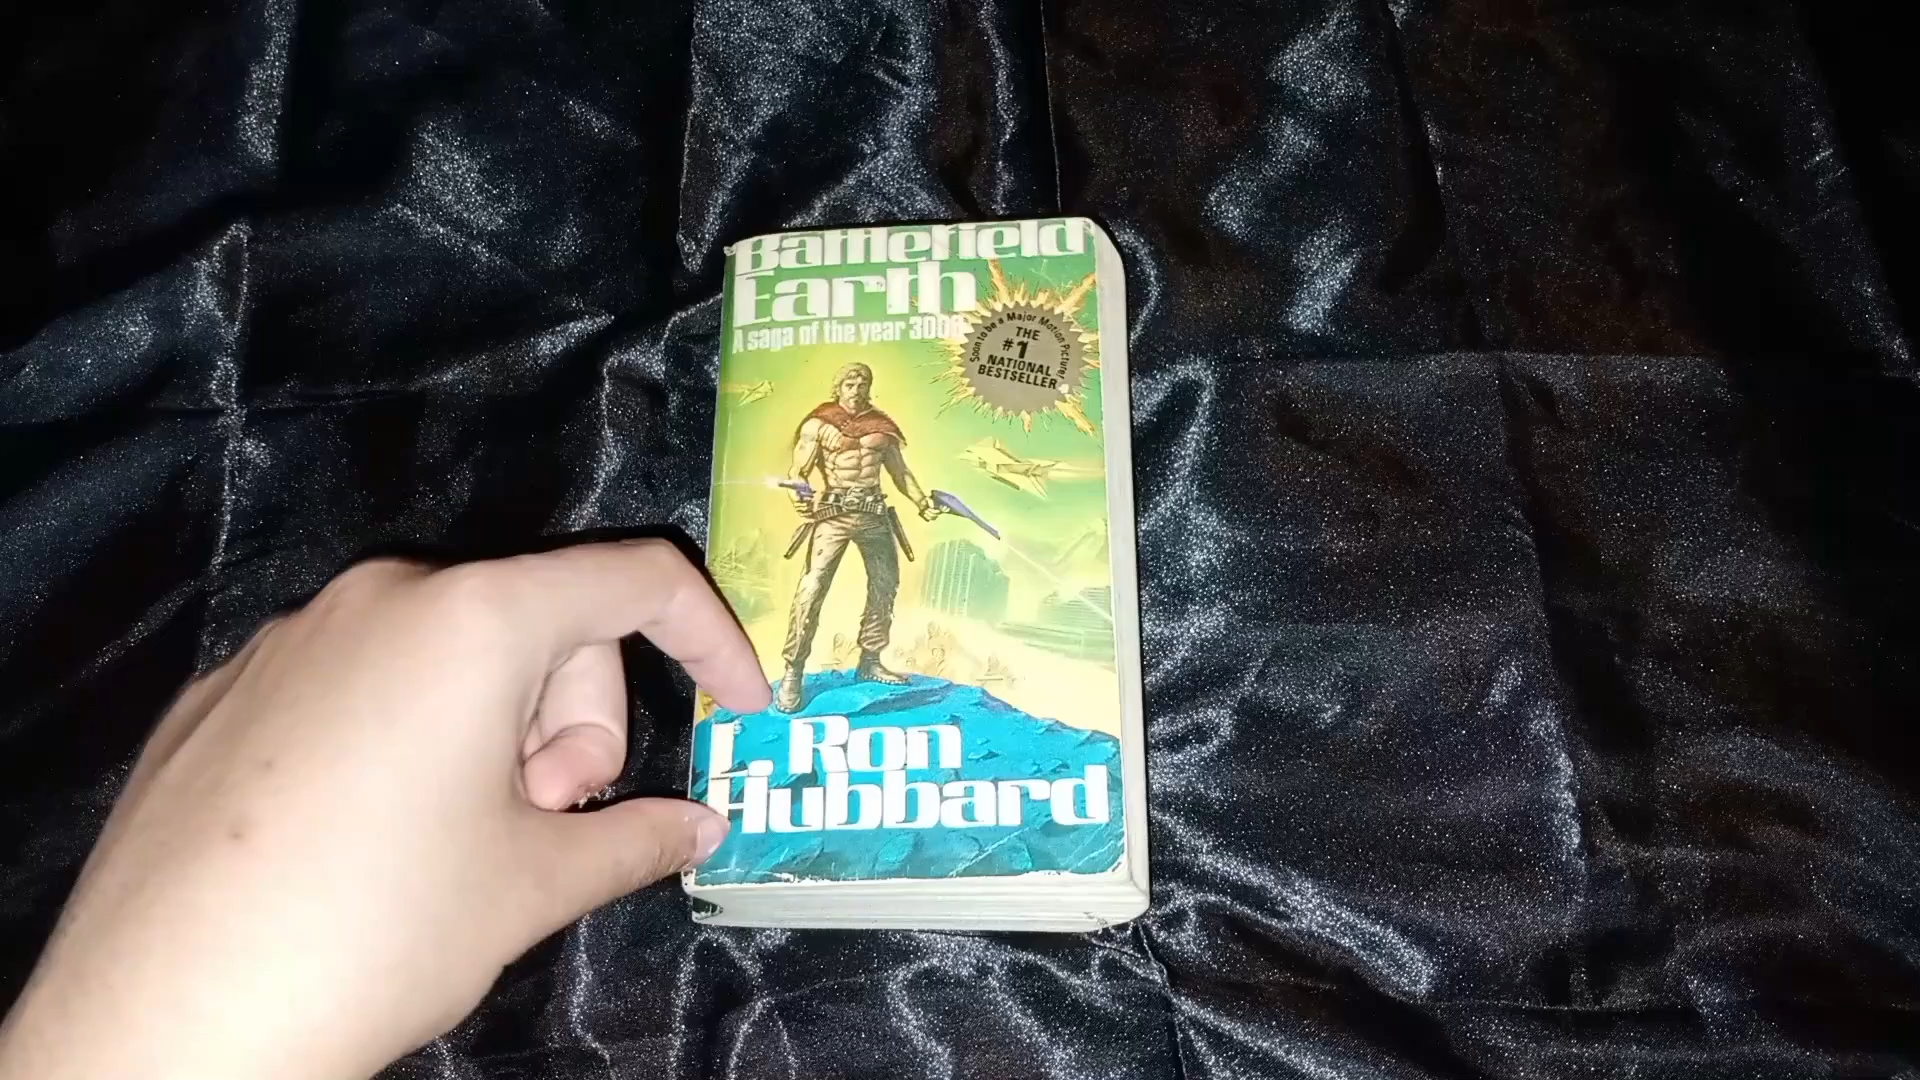 Battlefield
Earth
A saga of the year 3000
Soon to be a Major Motion Picture!
THE
#1
NATIONAL
BESTSELLER
L. Ron
Hubbard